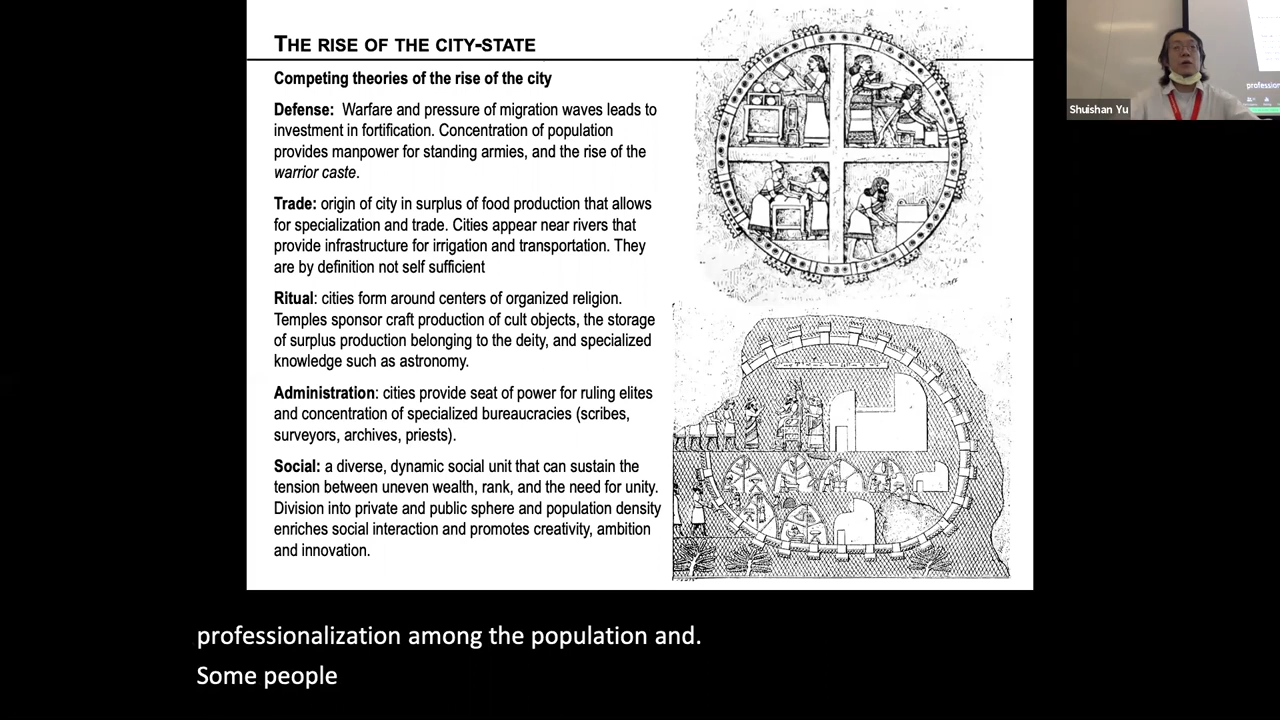 THE RISE OF THE CITY-STATE
Competing theories of the rise of the city
Defense: Warfare and pressure of migration waves leads to
investment in fortification. Concentration of population
provides manpower for standing armies, and the rise of the
warrior caste.
Trade: origin of city in surplus of food production that allows
for specialization and trade. Cities appear near rivers that
provide infrastructure for irrigation and transportation. They
are by definition not self sufficient
Ritual: cities form around centers of organized religion.
Temples sponsor craft production of cult objects, the storage
of surplus production belonging to the deity, and specialized
knowledge such as astronomy.
Administration: cities provide seat of power for ruling elites
and concentration of specialized bureaucracies (scribes,
surveyors, archives, priests).
Social: a diverse, dynamic social unit that can sustain the
tension between uneven wealth, rank, and the need for unity.
Division into private and public sphere and population density
enriches social interaction and promotes creativity, ambition
and innovation.
Shuishan Yu
profession
professionalization among the population and.
Some people